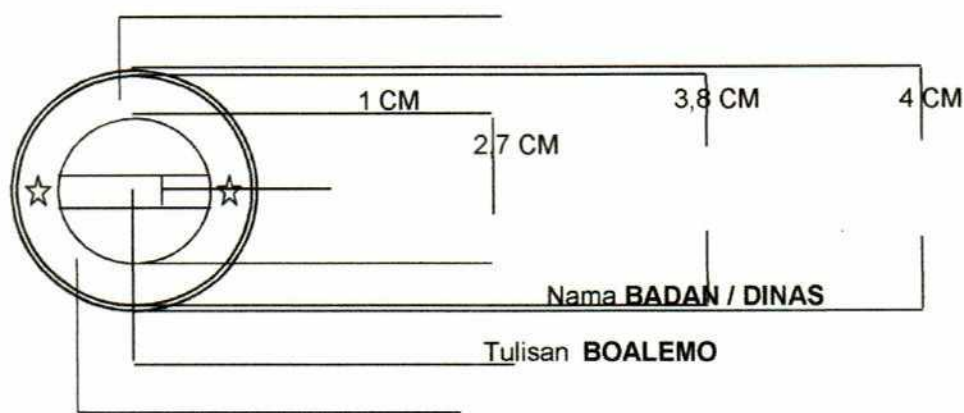 1 CM
3,8 CM
4 CM
2,7 CM
Nama BADAN / DINAS
Tulisan BOALEMO